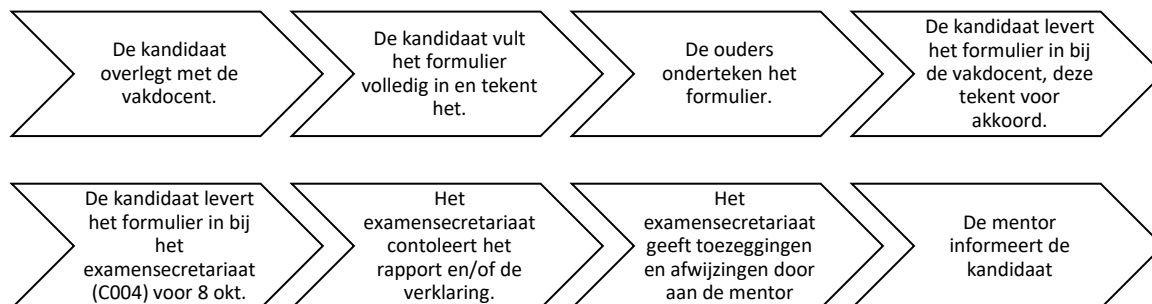 De kandidaat
overlegt met de
vakdocent.
De kandidaat vult
het formulier
volledig in en tekent
het.
De ouders
onderteken het
formulier.
De kandidaat levert
het formulier in bij
de vakdocent, deze
tekent voor
akkoord.
De kandidaat levert
het formulier in bij
het
examensecretariaat
(C004) voor 8 okt.
Het
examensecretariaat
contoleert het
rapport en/of de
verklaring.
Het
examensecretariaat
geeft toezeggingen
en afwijzingen door
aan de mentor
De mentor
informeert de
kandidaat